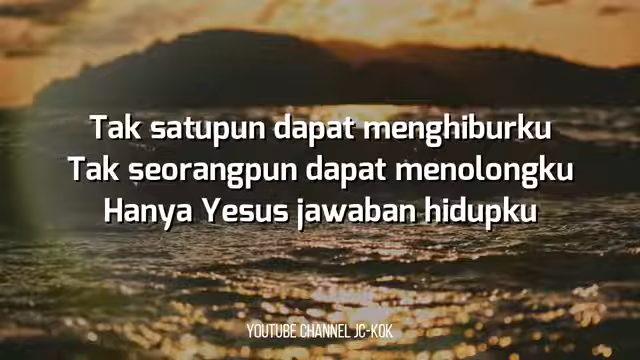 Tak satupun dapat menghiburku
Tak seorangpun dapat menolongku
Hanya Yesus jawaban hidupku
YOUTUBE CHANNEL JC-KOK